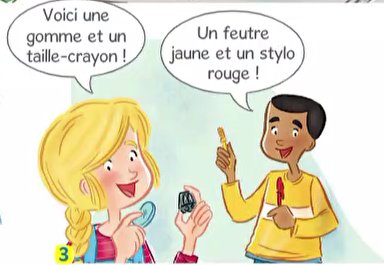 Voici une
gomme et un
taille-crayon !
Un feutre
jaune et un stylo
rouge !
3